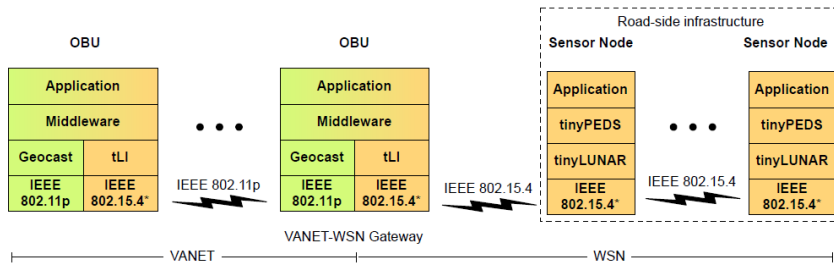 Road-side infrastructure
OBU
OBU
Sensor Node
Sensor Node
Application
Application
Application
Application
Middleware
Middleware
tinyPEDS
tinyPEDS
Geocast
tLI
Geocast
tLI
tinyLUNAR
tinyLUNAR
IEEE
802.11p
IEEE
802.15.4*
IEEE 802.11p
IEEE
802.11p
IEEE
802.15.4*
IEEE 802.15.4
IEEE
802.15.4*
IEEE 802.15.4
IEEE
802.15.4*
VANET-WSN Gateway
VANET
WSN